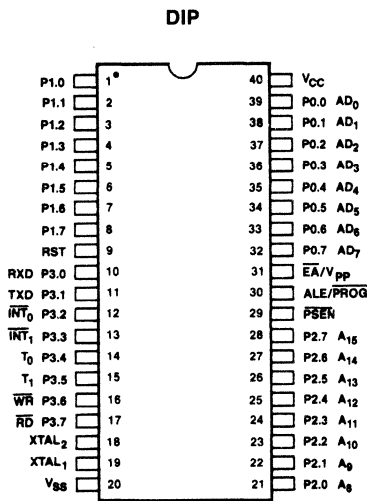 DIP
P1.0 1 40 VCC
P1.1 2 39 P0.0 AD0
P1.2 3 38 P0.1 AD1
P1.3 4 37 P0.2 AD2
P1.4 5 36 P0.3 AD3
P1.5 6 35 P0.4 AD4
P1.6 7 34 P0.5 AD5
P1.7 8 33 P0.6 AD6
RST 9 32 P0.7 AD7
RXD P3.0 10 31 EA/VPP
TXD P3.1 11 30 ALE/PROG
INT0 P3.2 12 29 PSEN
INT1 P3.3 13 28 P2.7 A15
T0 P3.4 14 27 P2.6 A14
T1 P3.5 15 26 P2.5 A13
WR P3.6 16 25 P2.4 A12
RD P3.7 17 24 P2.3 A11
XTAL2 18 23 P2.2 A10
XTAL1 19 22 P2.1 A9
VSS 20 21 P2.0 A8